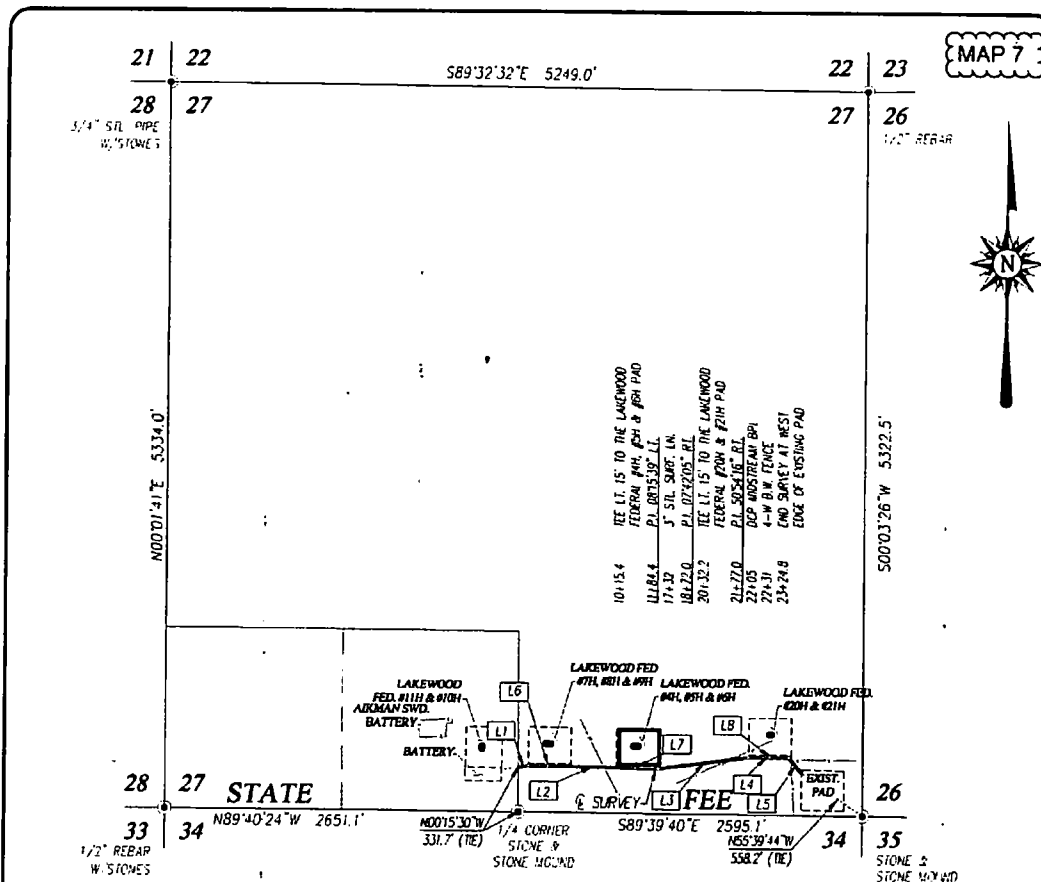 MAP 7
21 22
S89°32'32"E 5249.0'
22 23
28 27
27 26
3/4" STL PIPE
W/STONES
1/2" REBAR
N
N00°01'41"E 5334.0'
S00°03'26"W 5322.5'
10+15.4 TEE LT. 15' TO THE LAKEWOOD
FEDERAL #4H, #5H & #6H PAD
11+84.4 P.I. 08°15'39" LT.
17+32 3" STL. SURF. LN.
18+72.0 P.I. 07°42'05" RT.
20+32.2 TEE LT. 15' TO THE LAKEWOOD
FEDERAL #20H & #21H PAD
21+77.0 P.I. 50°54'16" RT.
22+05 DCP MIDSTREAM BPL
22+31 4-W B.W. FENCE
23+24.8 END SURVEY AT WEST
EDGE OF EXISTING PAD
LAKEWOOD FED
#7H, #8H & #9H
LAKEWOOD
FED. #11H & #10H
L6
LAKEWOOD FED.
#4H, #5H & #6H
LAKEWOOD FED.
#20H & #21H
AIKMAN SWD.
BATTERY
BATTERY
L1
L7
L8
L2
L3
L4
L5
EXIST.
PAD
28 27
STATE
℄ SURVEY
FEE
26
33 34
N89°40'24"W 2651.1'
N00°15'30"W
331.7' (TIE)
1/4 CORNER
STONE &
STONE MOUND
S89°39'40"E 2595.1'
N55°39'44"W
558.2' (TIE)
34 35
1/2" REBAR
W/STONES
STONE &
STONE MOUND